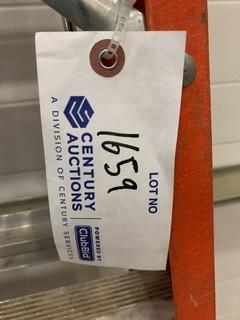 CENTURY
AUCTIONS
A DIVISION OF CENTURY SERVICES
POWERED BY
ClubBid
LOT NO
1659